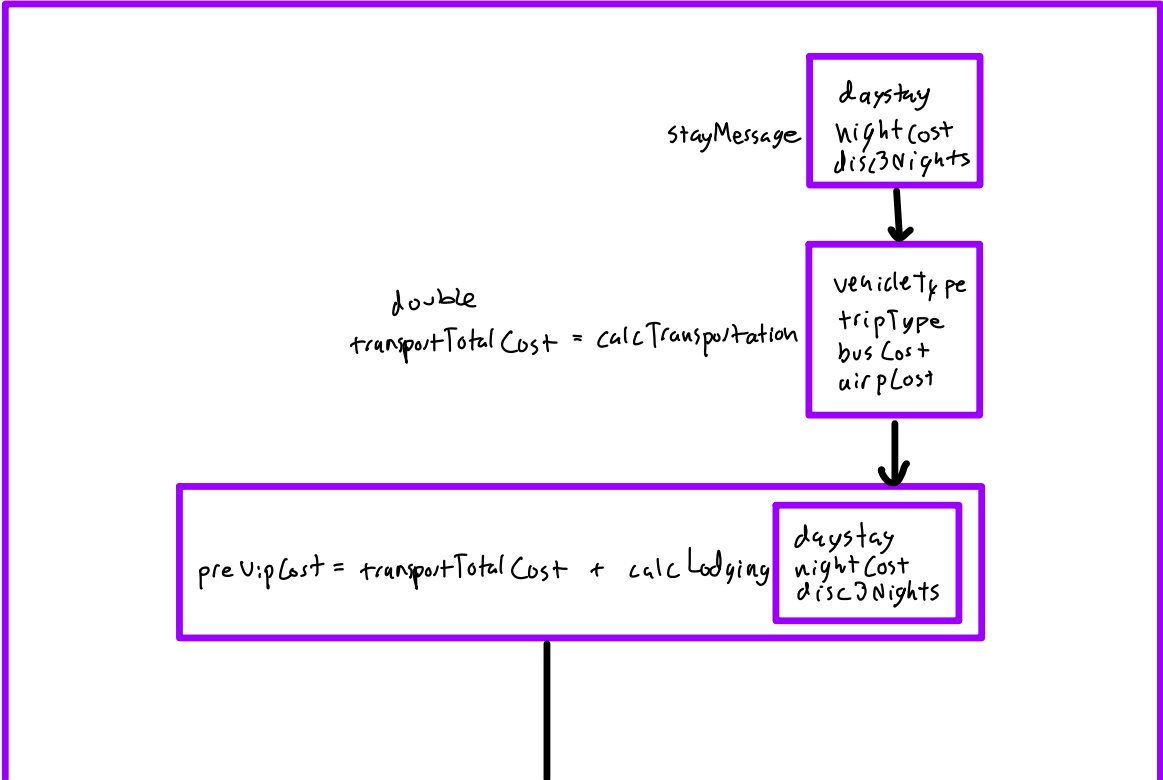 daystay
stayMessage nightCost
disc3Nights
double
transportTotalCost = calcTransportation
vehicleType
tripType
busCost
airpCost
preVipCost = transportTotalCost + calcLodging
daystay
nightCost
disc3Nights